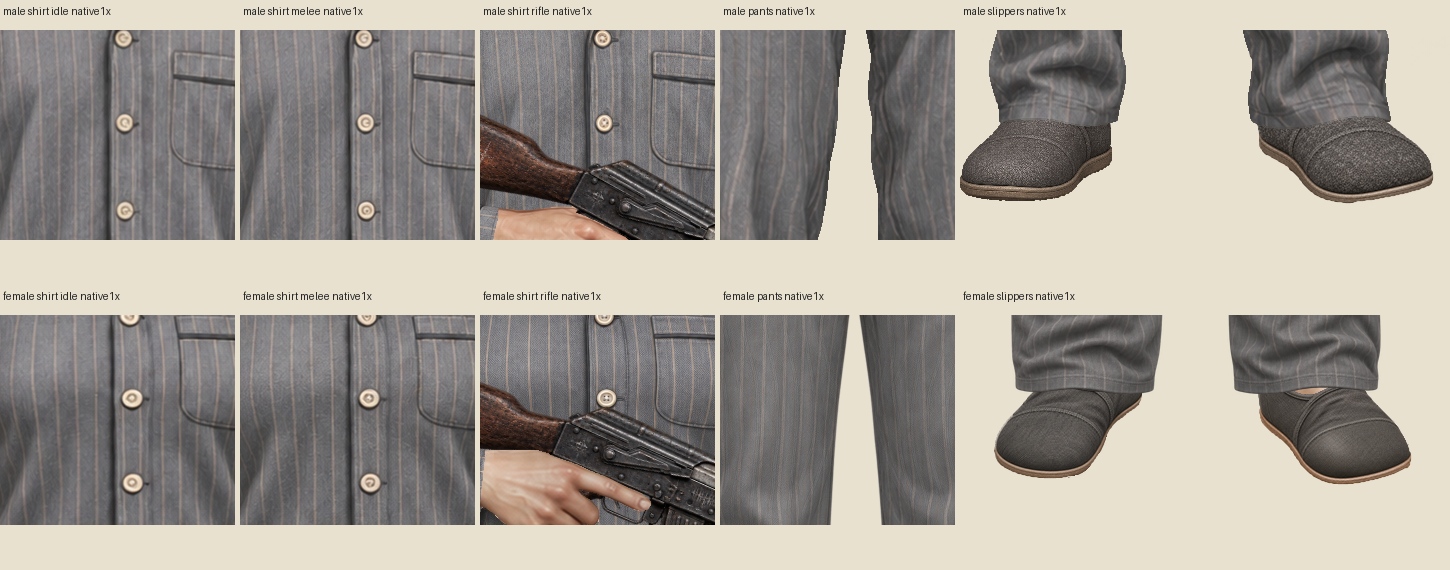 male shirt idle native1x
male shirt melee native1x
male shirt rifle native1x
male pants native1x
male slippers native1x
female shirt idle native1x
female shirt melee native1x
female shirt rifle native1x
female pants native1x
female slippers native1x